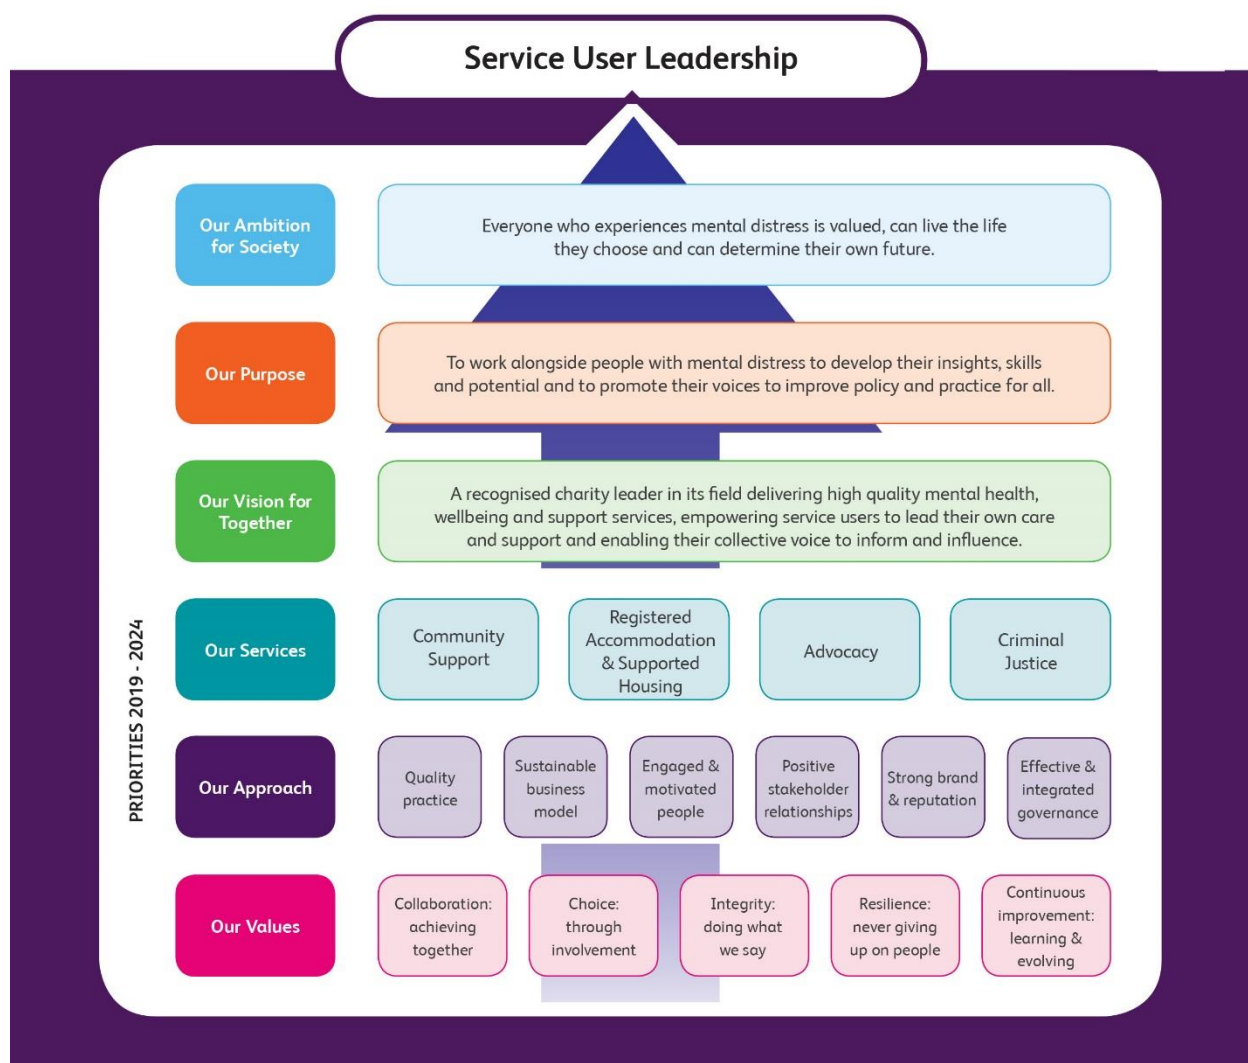 Service User Leadership
Our Ambition
for Society
Everyone who experiences mental distress is valued, can live the life
they choose and can determine their own future.
Our Purpose
To work alongside people with mental distress to develop their insights, skills
and potential and to promote their voices to improve policy and practice for all.
Our Vision for
Together
A recognised charity leader in its field delivering high quality mental health,
wellbeing and support services, empowering service users to lead their own care
and support and enabling their collective voice to inform and influence.
PRIORITIES 2019 - 2024
Our Services
Community
Support
Registered
Accommodation
& Supported
Housing
Advocacy
Criminal
Justice
Our Approach
Quality
practice
Sustainable
business
model
Engaged &
motivated
people
Positive
stakeholder
relationships
Strong brand
& reputation
Effective &
integrated
governance
Our Values
Collaboration:
achieving
together
Choice:
through
involvement
Integrity:
doing what
we say
Resilience:
never giving
up on people
Continuous
improvement:
learning &
evolving